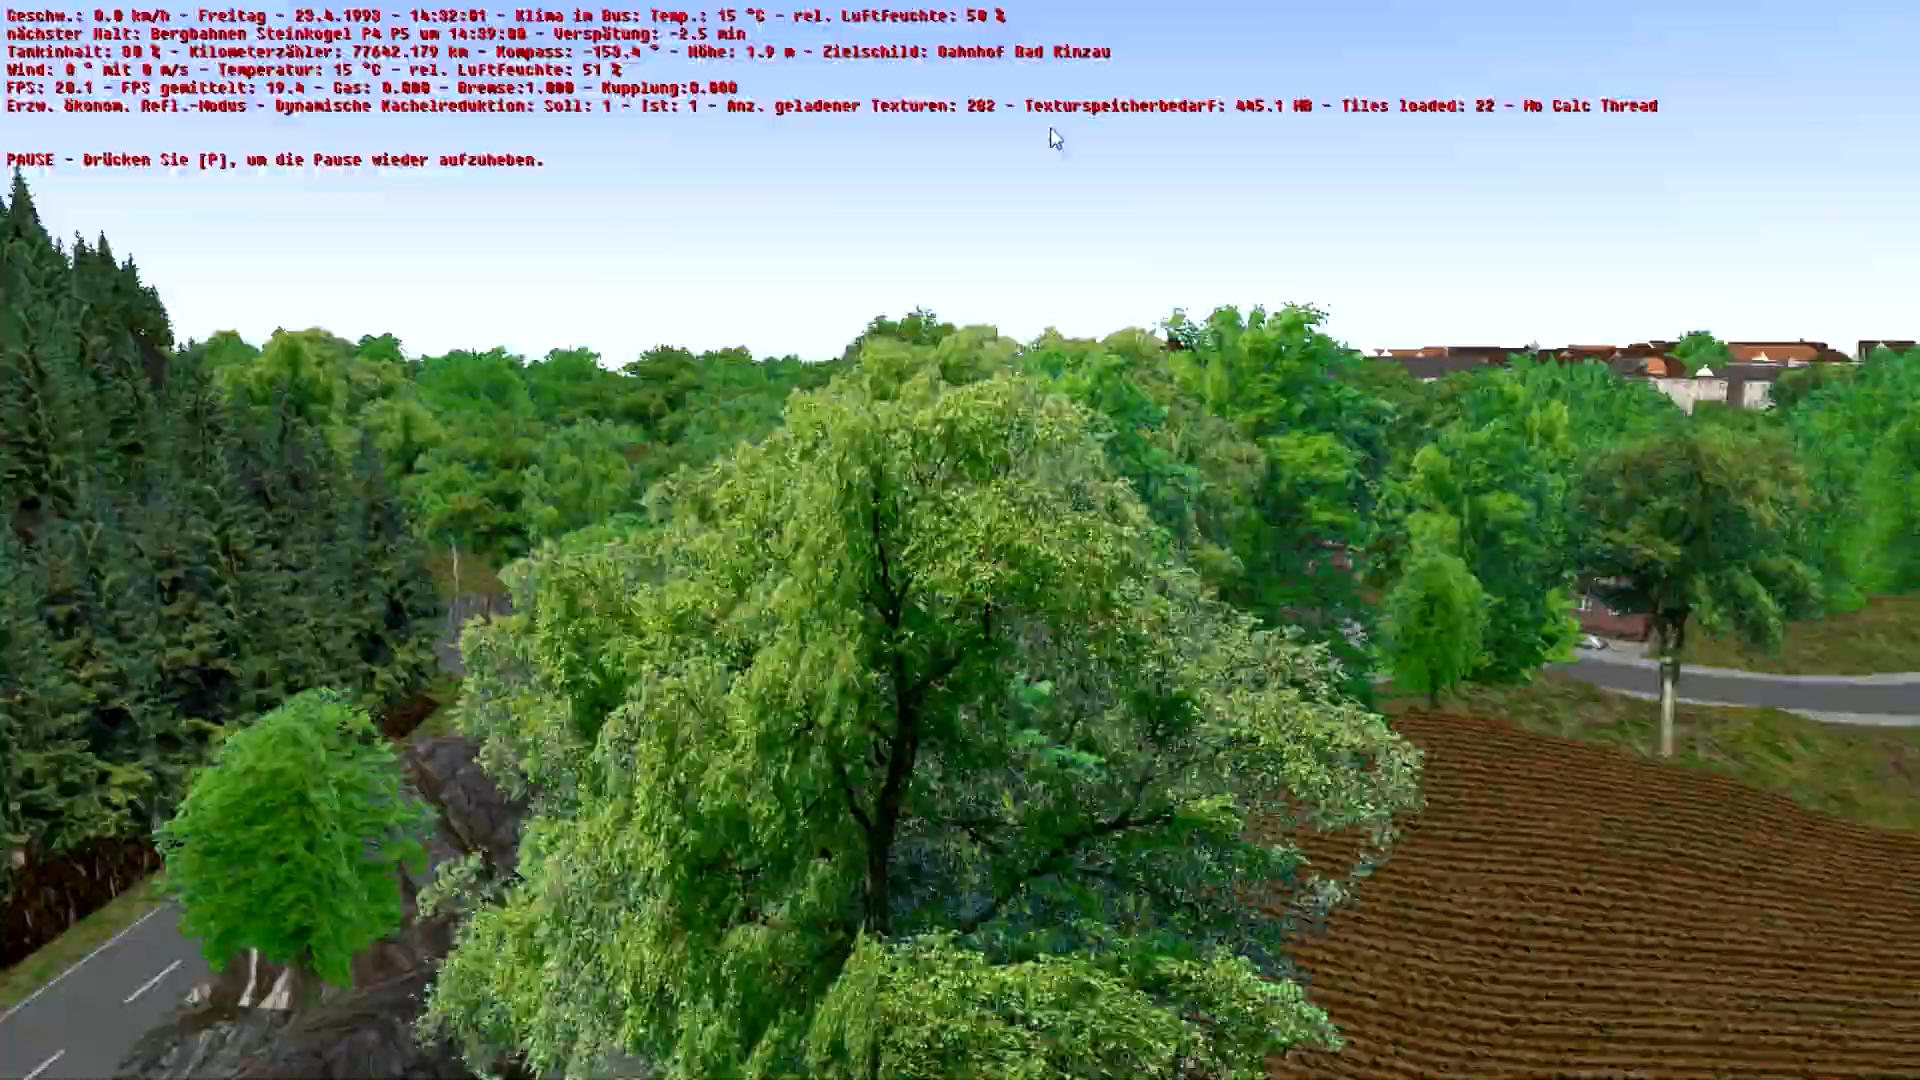 Geschw.: 0.0 km/h - Freitag - 23.4.1993 - 14:32:01 - Klima im Bus: Temp.: 15 °C - rel. Luftfeuchte: 50 %
nächster Halt: Bergbahnen Steinkogel P4 P5 um 14:39:00 - Verspätung: -2.5 min
Tankinhalt: 80 % - Kilometerzähler: 77642.179 km - Kompass: -153.4 ° - Höhe: 1.9 m - Zielschild: Bahnhof Bad Kinzau
Wind: 0 ° mit 0 m/s - Temperatur: 15 °C - rel. Luftfeuchte: 51 %
FPS: 20.1 - FPS gemittelt: 19.4 - Gas: 0.000 - Bremse:1.000 - Kupplung:0.000
Erzw. ökonom. Refl.-Modus - Dynamische Kachelreduktion: Soll: 1 - Ist: 1 - Anz. geladener Texturen: 202 - Texturspeicherbedarf: 445.1 MB - Tiles loaded: 22 - No Calc Thread
PAUSE - Drücken Sie [P], um die Pause wieder aufzuheben.